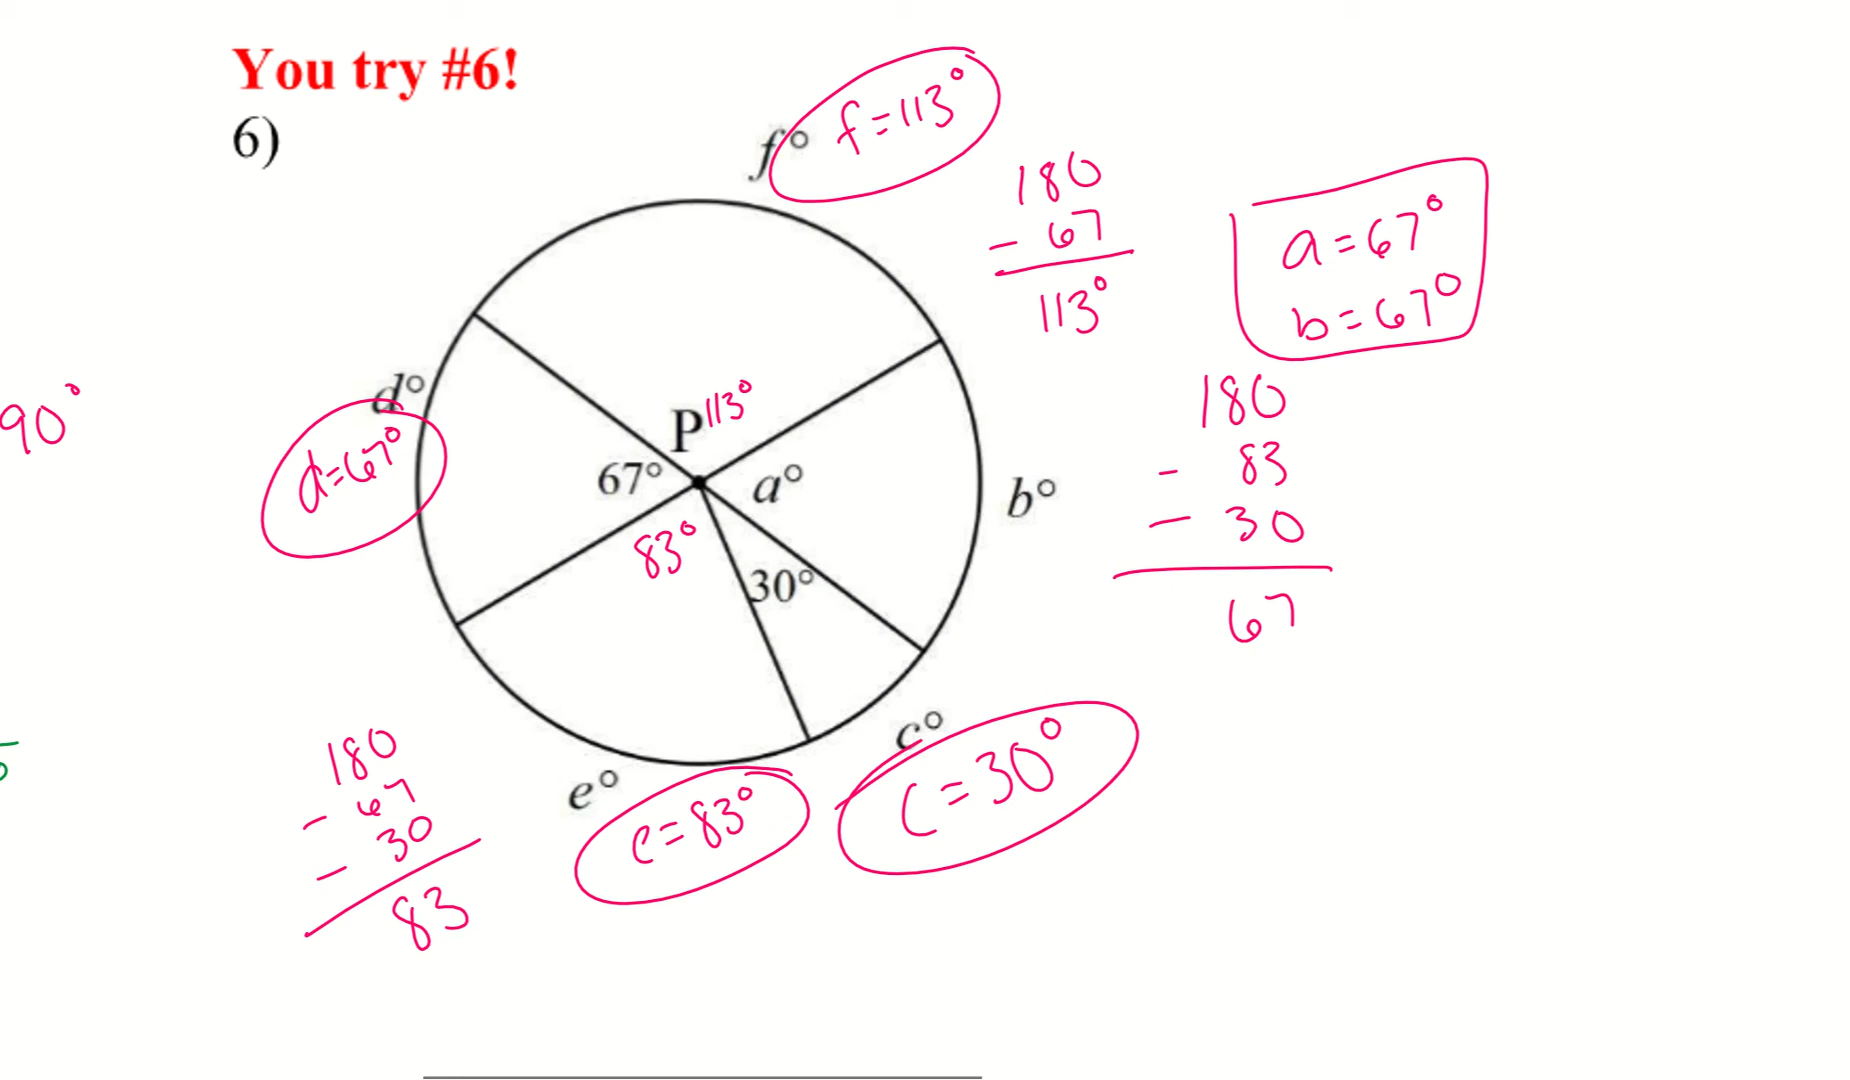 You try #6!
6)
f° f=113°
180
- 67
113°
a=67°
b=67°
90°
d°
d=67°
P 113°
67°
a°
b°
83°
30°
180
- 83
- 30
67
c°
c=30°
e°
e=83°
180
- 67
- 30
83